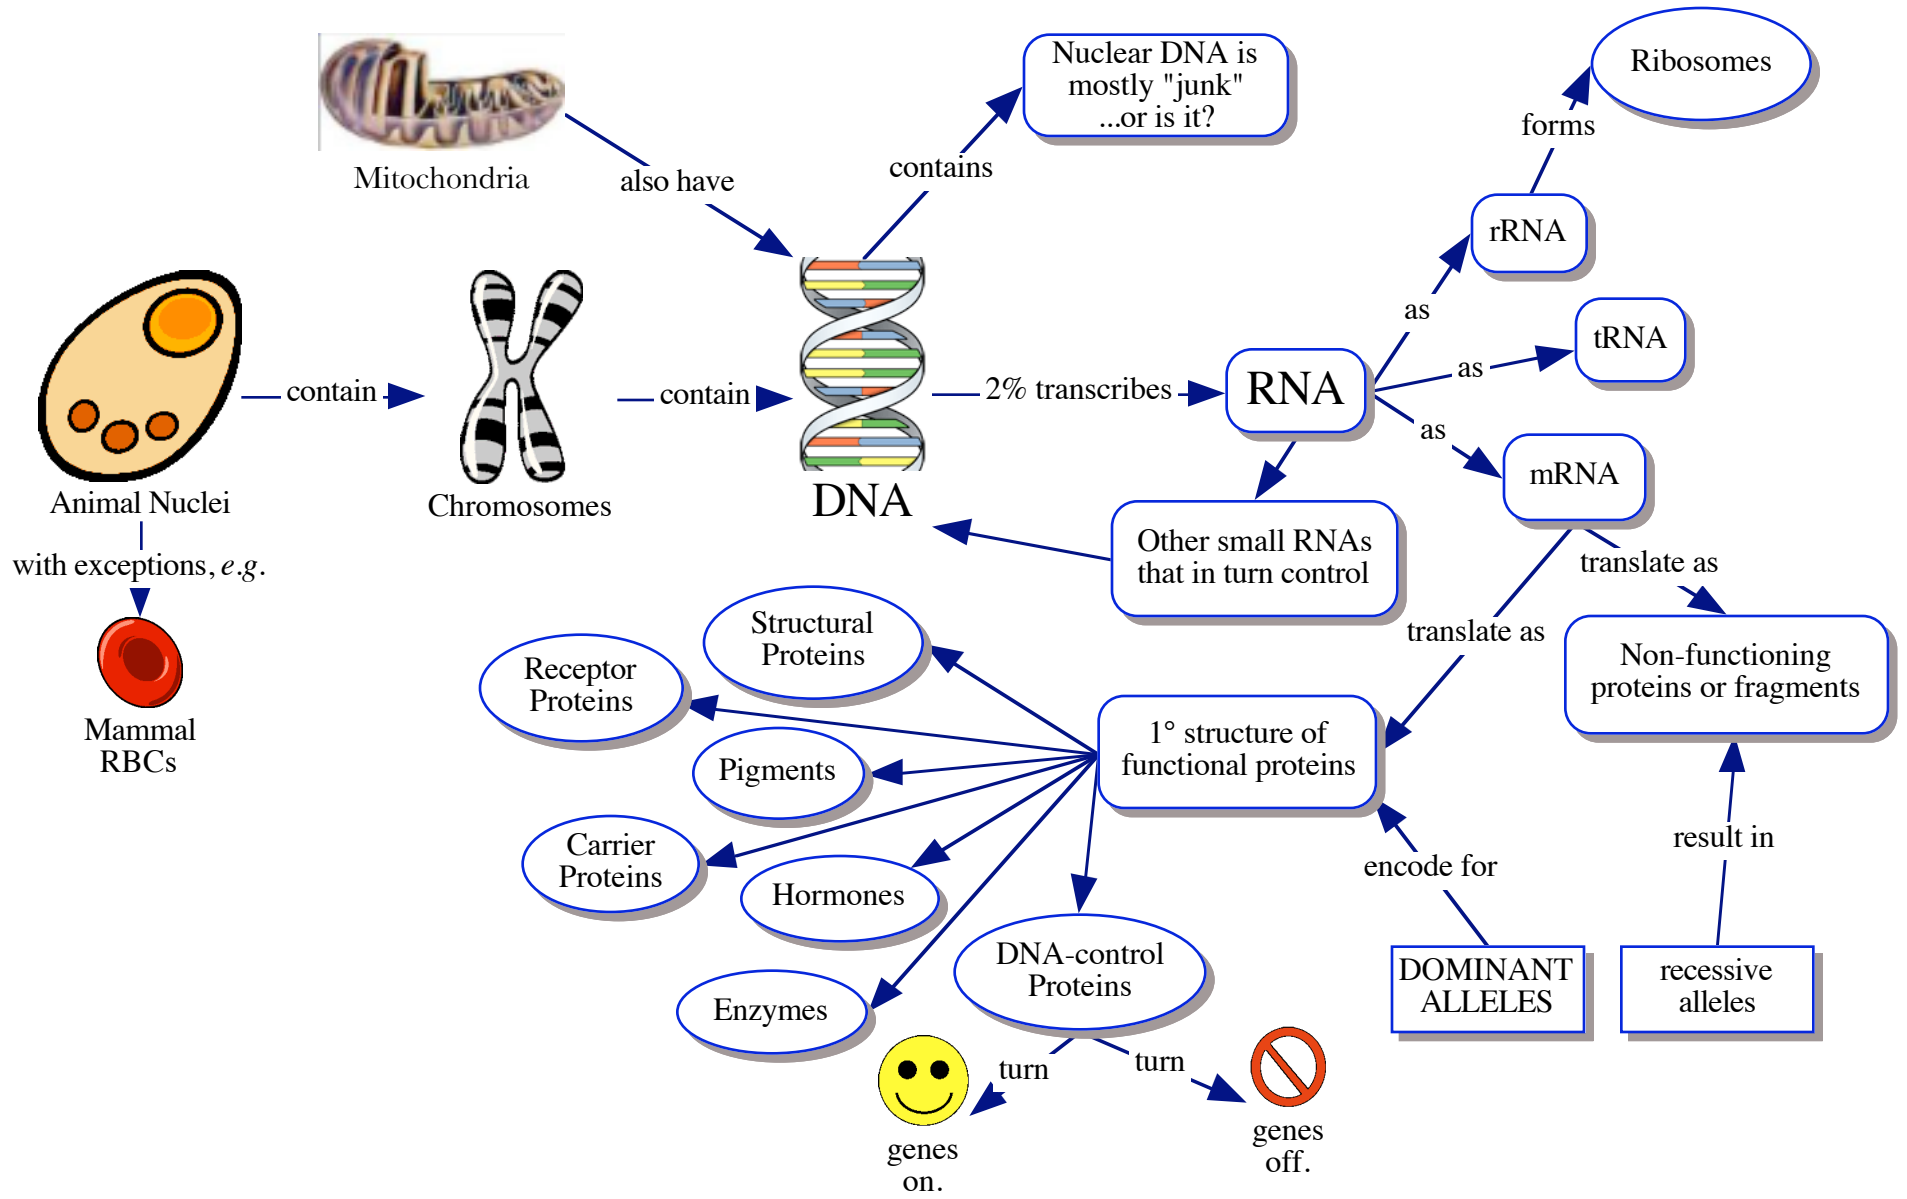 Mitochondria
also have
Nuclear DNA is
mostly "junk"
...or is it?
contains
Ribosomes
forms
rRNA
as
tRNA
as
mRNA
as
RNA
2% transcribes
DNA
contain
Chromosomes
contain
Animal Nuclei
with exceptions, e.g.
Mammal
RBCs
Other small RNAs
that in turn control
translate as
Non-functioning
proteins or fragments
translate as
1° structure of
functional proteins
Structural
Proteins
Receptor
Proteins
Pigments
Carrier
Proteins
Hormones
Enzymes
DNA-control
Proteins
turn
genes
on.
turn
genes
off.
encode for
DOMINANT
ALLELES
result in
recessive
alleles